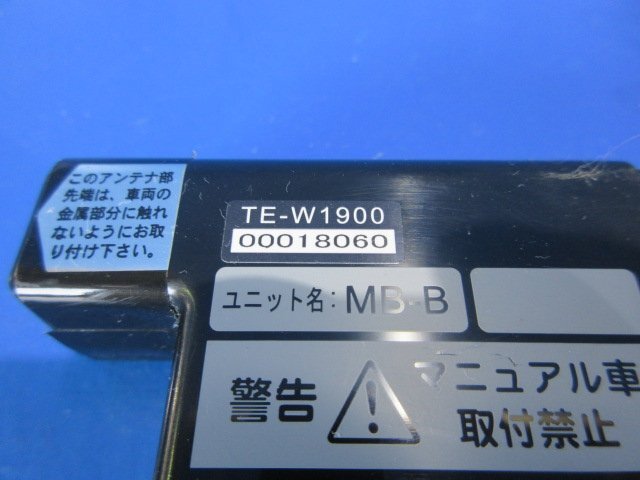 このアンテナ部
先端は、車両の
金属部分に触れ
ないようにお取
り付け下さい。
TE-W1900
00018060
ユニット名：MB-B
警告
マニュアル車
取付禁止